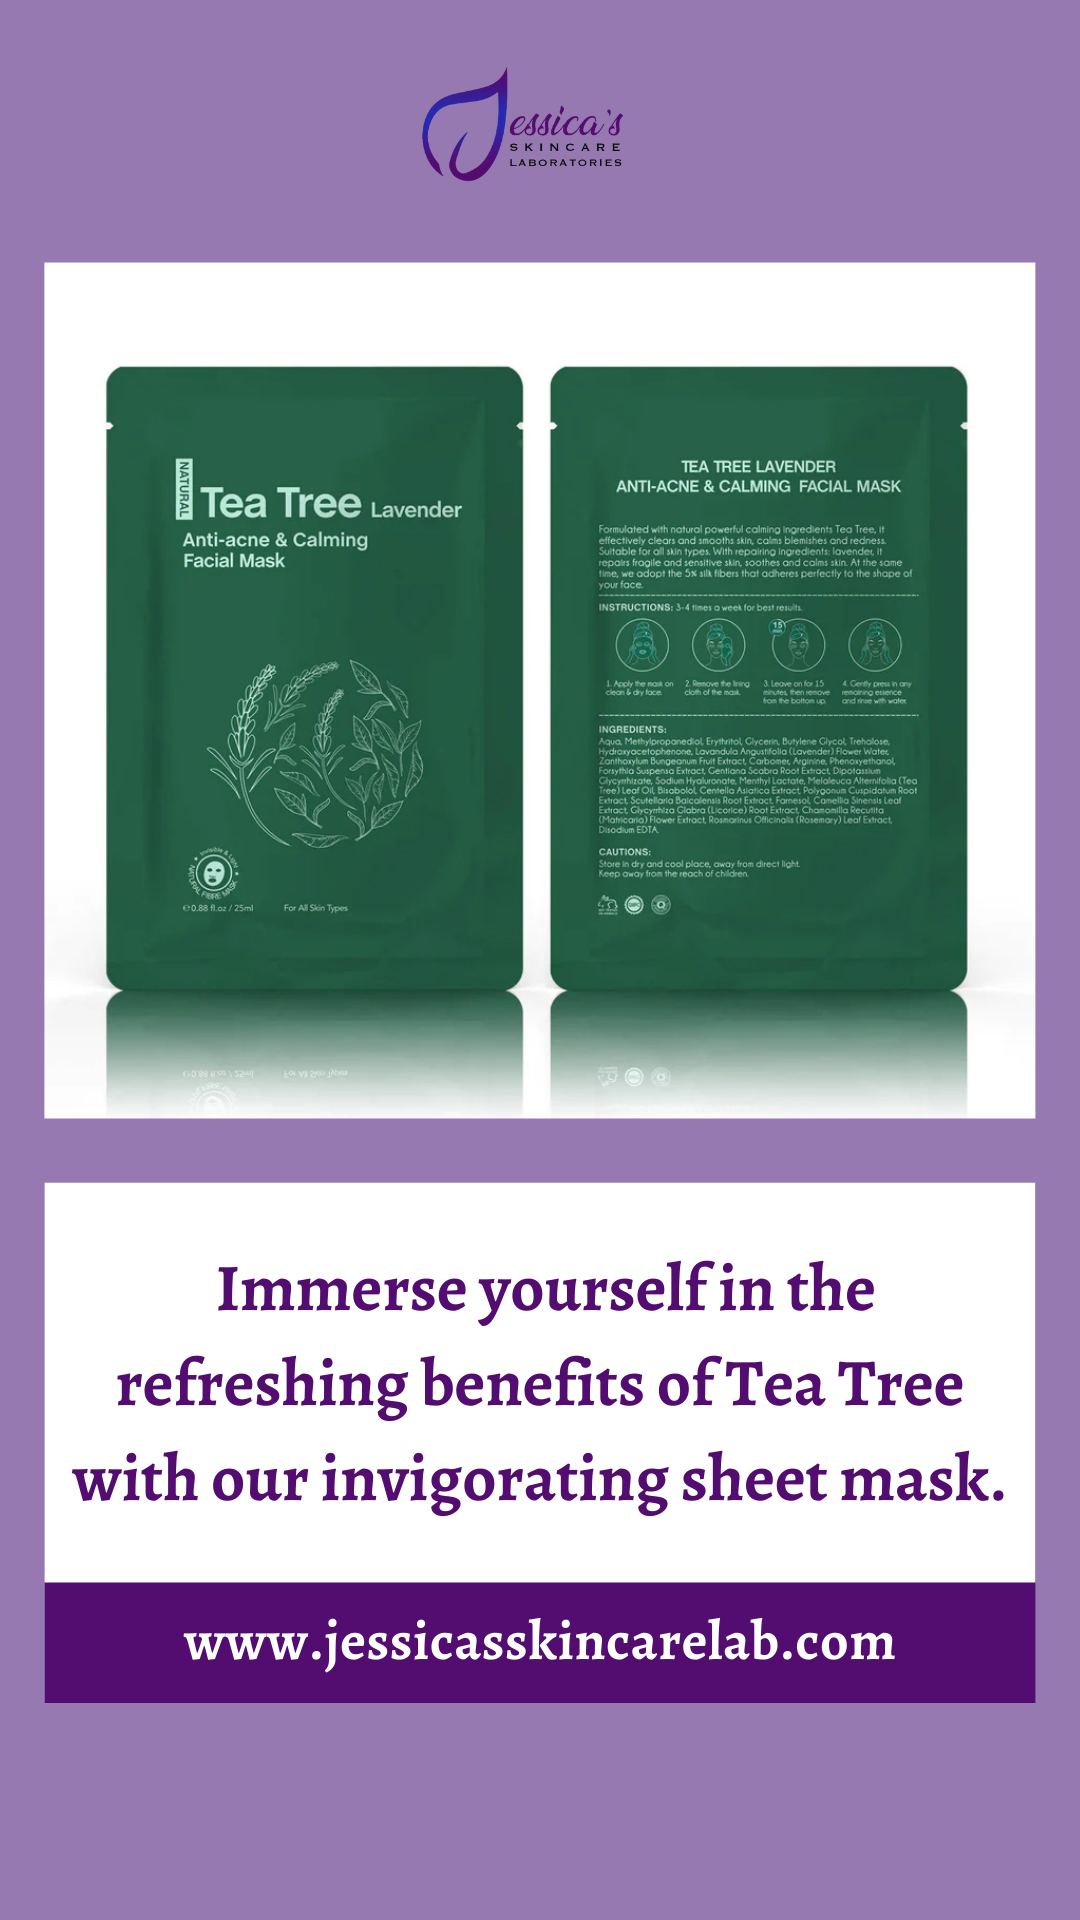 Jessica's
SKINCARE
LABORATORIES
NATURAL
Tea Tree Lavender
Anti-acne & Calming
Facial Mask
Invisible & Light
NATURAL FIBRE MASK
℮ 0.88 fl.oz / 25ml
For All Skin Types
TEA TREE LAVENDER
ANTI-ACNE & CALMING FACIAL MASK
Formulated with natural powerful calming ingredients Tea Tree, it
effectively clears and smooths skin, calms blemishes and redness.
Suitable for all skin types. With repairing ingredients: lavender, it
repairs fragile and sensitive skin, soothes and calms skin. At the same
time, we adopt the 5% silk fibers that adheres perfectly to the shape of
your face.
INSTRUCTIONS: 3-4 times a week for best results.
15
min
1. Apply the mask on
clean & dry face.
2. Remove the lining
cloth of the mask.
3. Leave on for 15
minutes, then remove
from the bottom up.
4. Gently press in any
remaining essence
and rinse with water.
INGREDIENTS:
Aqua, Methylpropanediol, Erythritol, Glycerin, Butylene Glycol, Trehalose,
Hydroxyacetophenone, Lavandula Angustifolia (Lavender) Flower Water,
Zanthoxylum Bungeanum Fruit Extract, Carbomer, Arginine, Phenoxyethanol,
Forsythia Suspensa Extract, Gentiana Scabra Root Extract, Dipotassium
Glycyrrhizate, Sodium Hyaluronate, Menthyl Lactate, Melaleuca Alternifolia (Tea
Tree) Leaf Oil, Bisabolol, Centella Asiatica Extract, Polygonum Cuspidatum Root
Extract, Scutellaria Baicalensis Root Extract, Farnesol, Camellia Sinensis Leaf
Extract, Glycyrrhiza Glabra (Licorice) Root Extract, Chamomilla Recutita
(Matricaria) Flower Extract, Rosmarinus Officinalis (Rosemary) Leaf Extract,
Disodium EDTA.
CAUTIONS:
Store in dry and cool place, away from direct light.
Keep away from the reach of children.
Immerse yourself in the
refreshing benefits of Tea Tree
with our invigorating sheet mask.
www.jessicasskincarelab.com